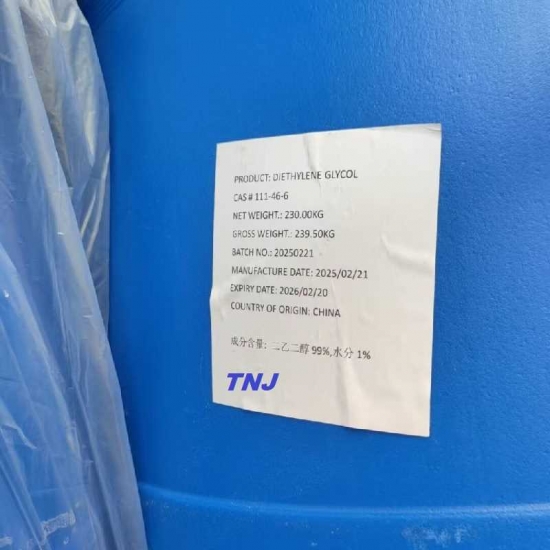 PRODUCT: DIETHYLENE GLYCOL
CAS # 111-46-6
NET WEIGHT.: 230.00KG
GROSS WEIGHT.: 239.50KG
BATCH NO.: 20250221
MANUFACTURE DATE: 2025/02/21
EXPIRY DATE: 2026/02/20
COUNTRY OF ORIGIN: CHINA
成分含量: 二乙二醇 99%,水分 1%
TNJ